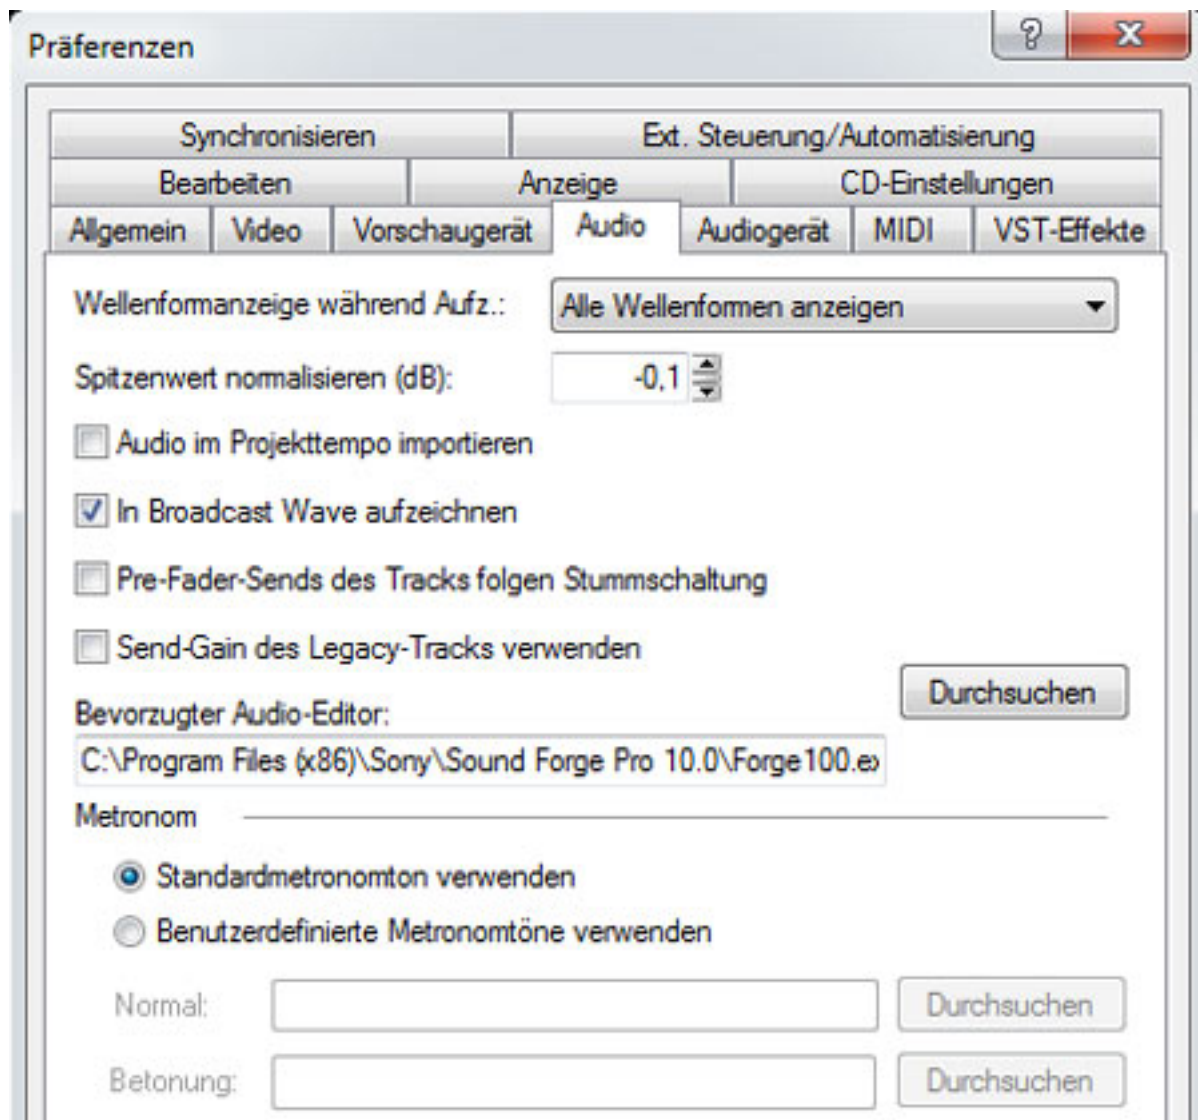 Präferenzen
Synchronisieren Ext. Steuerung/Automatisierung
Bearbeiten Anzeige CD-Einstellungen
Allgemein Video Vorschaugerät Audio Audiogerät MIDI VST-Effekte
Wellenformanzeige während Aufz.: Alle Wellenformen anzeigen
Spitzenwert normalisieren (dB): -0,1
Audio im Projekttempo importieren
In Broadcast Wave aufzeichnen
Pre-Fader-Sends des Tracks folgen Stummschaltung
Send-Gain des Legacy-Tracks verwenden
Durchsuchen
Bevorzugter Audio-Editor:
C:\Program Files (x86)\Sony\Sound Forge Pro 10.0\Forge100.ex
Metronom
Standardmetronomton verwenden
Benutzerdefinierte Metronomtöne verwenden
Normal: Durchsuchen
Betonung: Durchsuchen